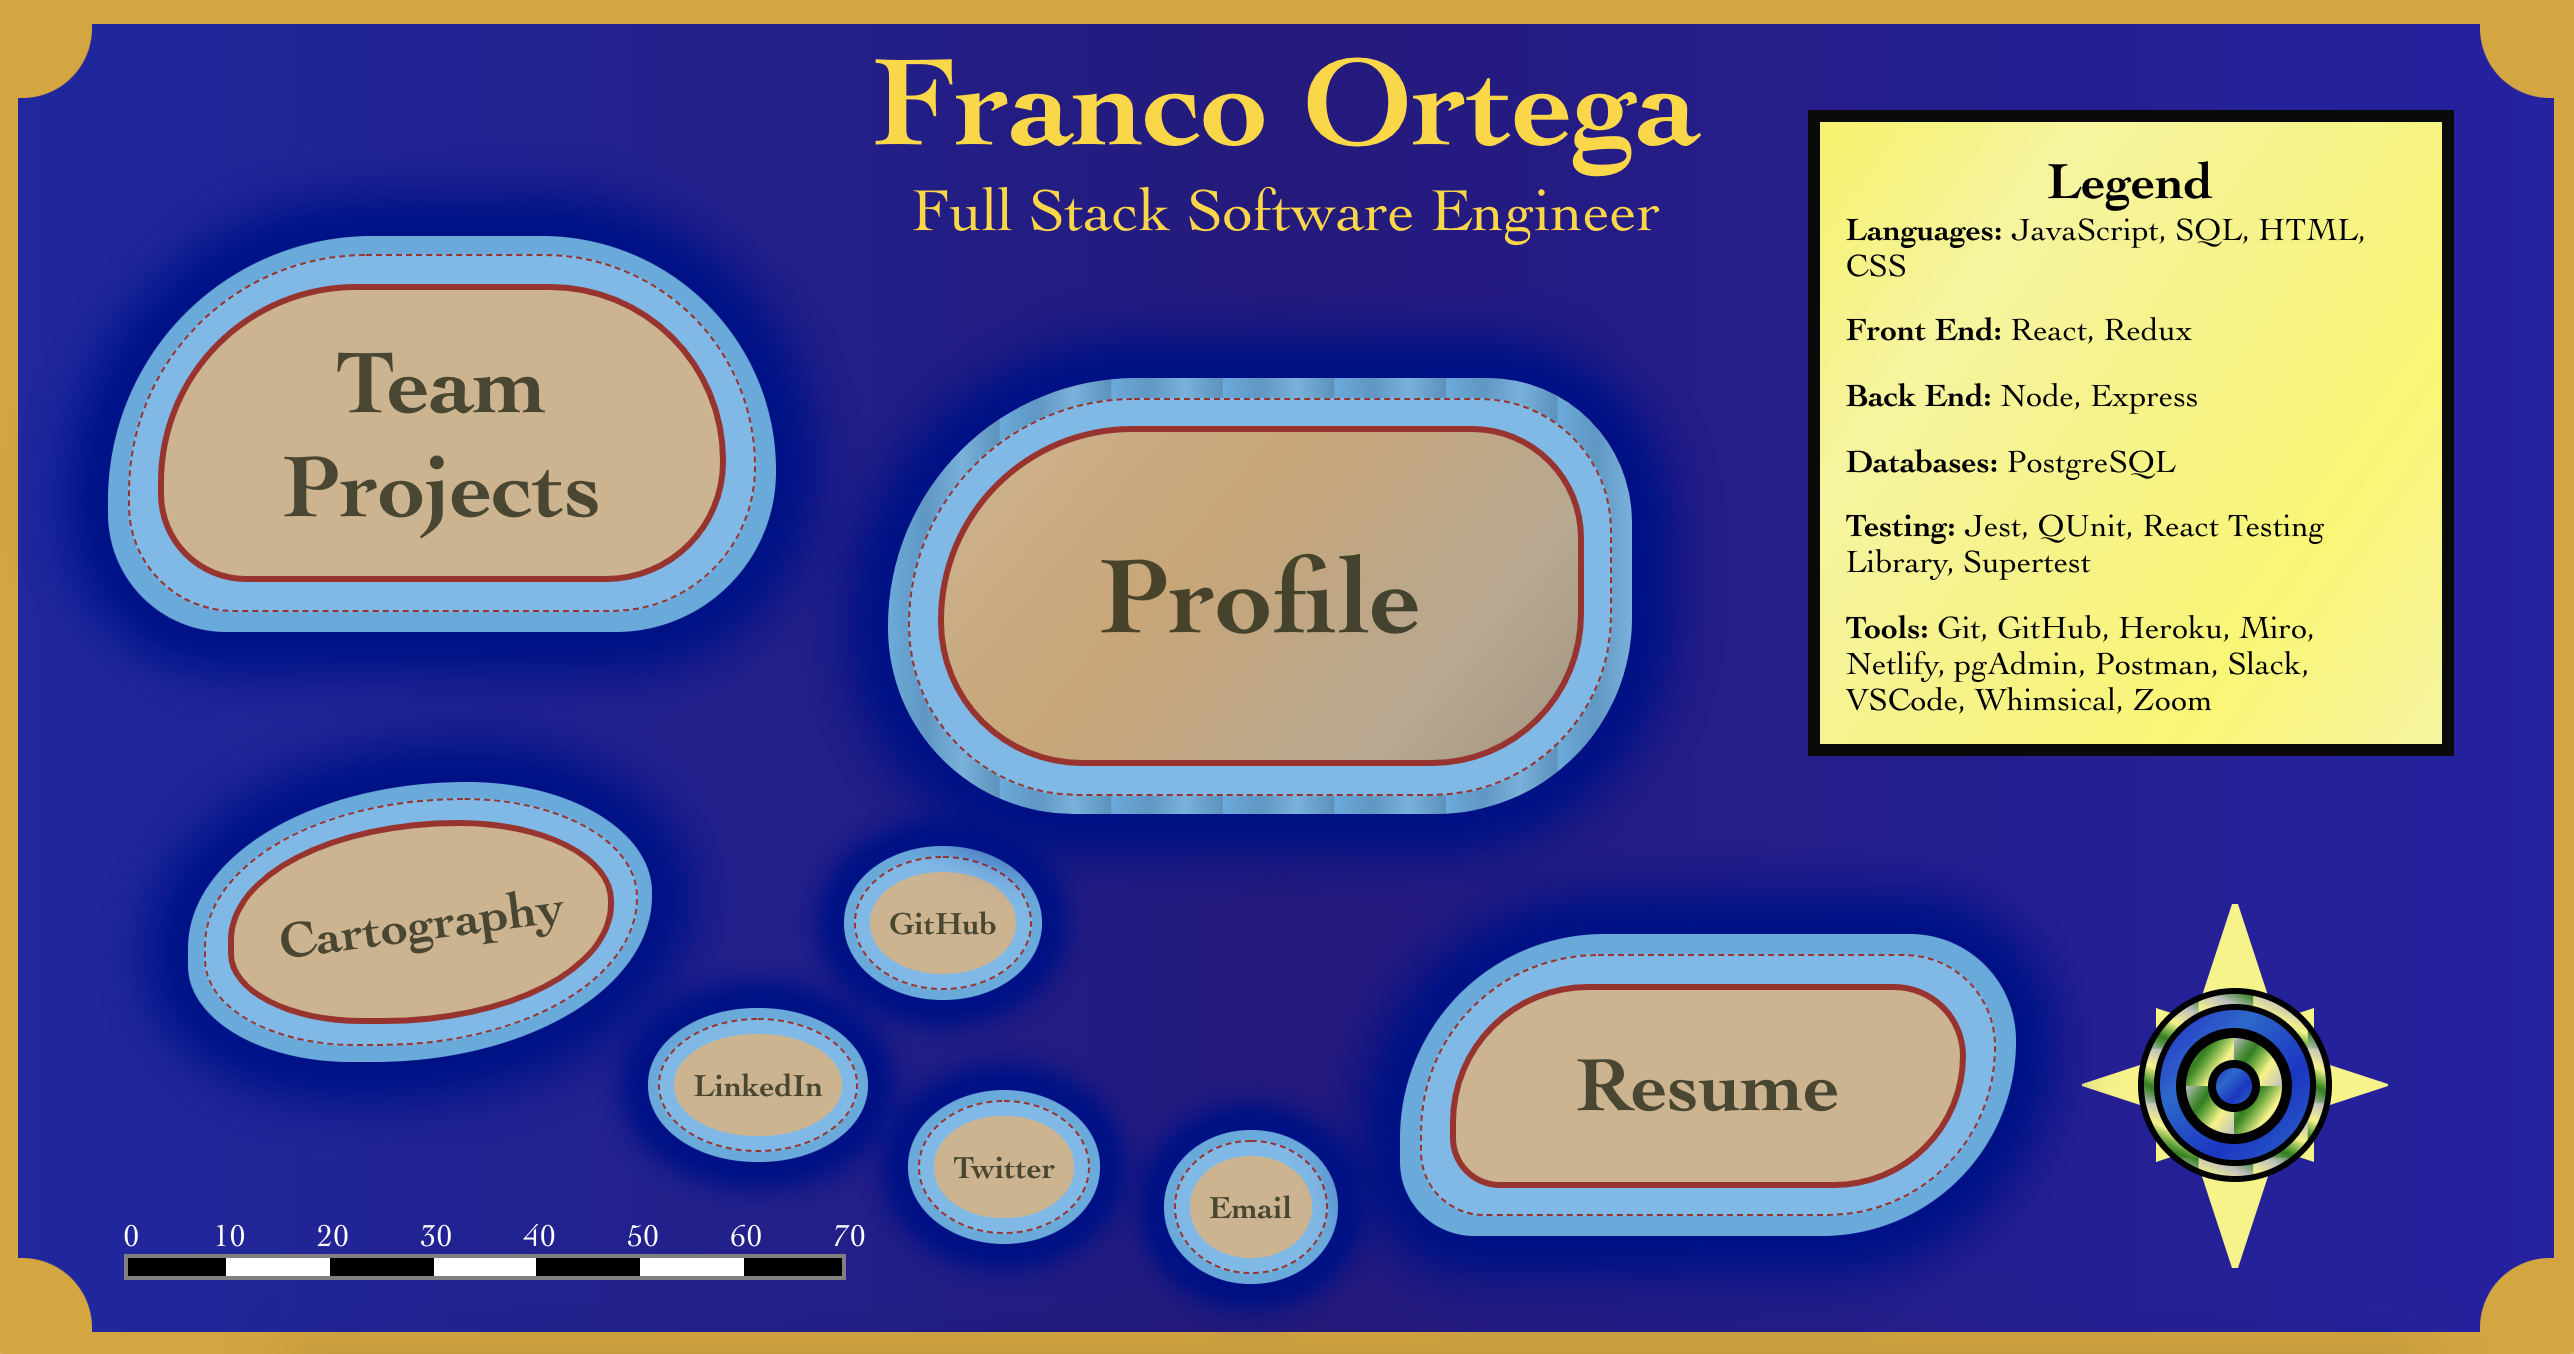 Franco Ortega
Full Stack Software Engineer
Legend
Languages: JavaScript, SQL, HTML,
CSS
Front End: React, Redux
Back End: Node, Express
Databases: PostgreSQL
Testing: Jest, QUnit, React Testing
Library, Supertest
Tools: Git, GitHub, Heroku, Miro,
Netlify, pgAdmin, Postman, Slack,
VSCode, Whimsical, Zoom
Team
Projects
Profile
Cartography
GitHub
LinkedIn
Twitter
Email
Resume
0 10 20 30 40 50 60 70